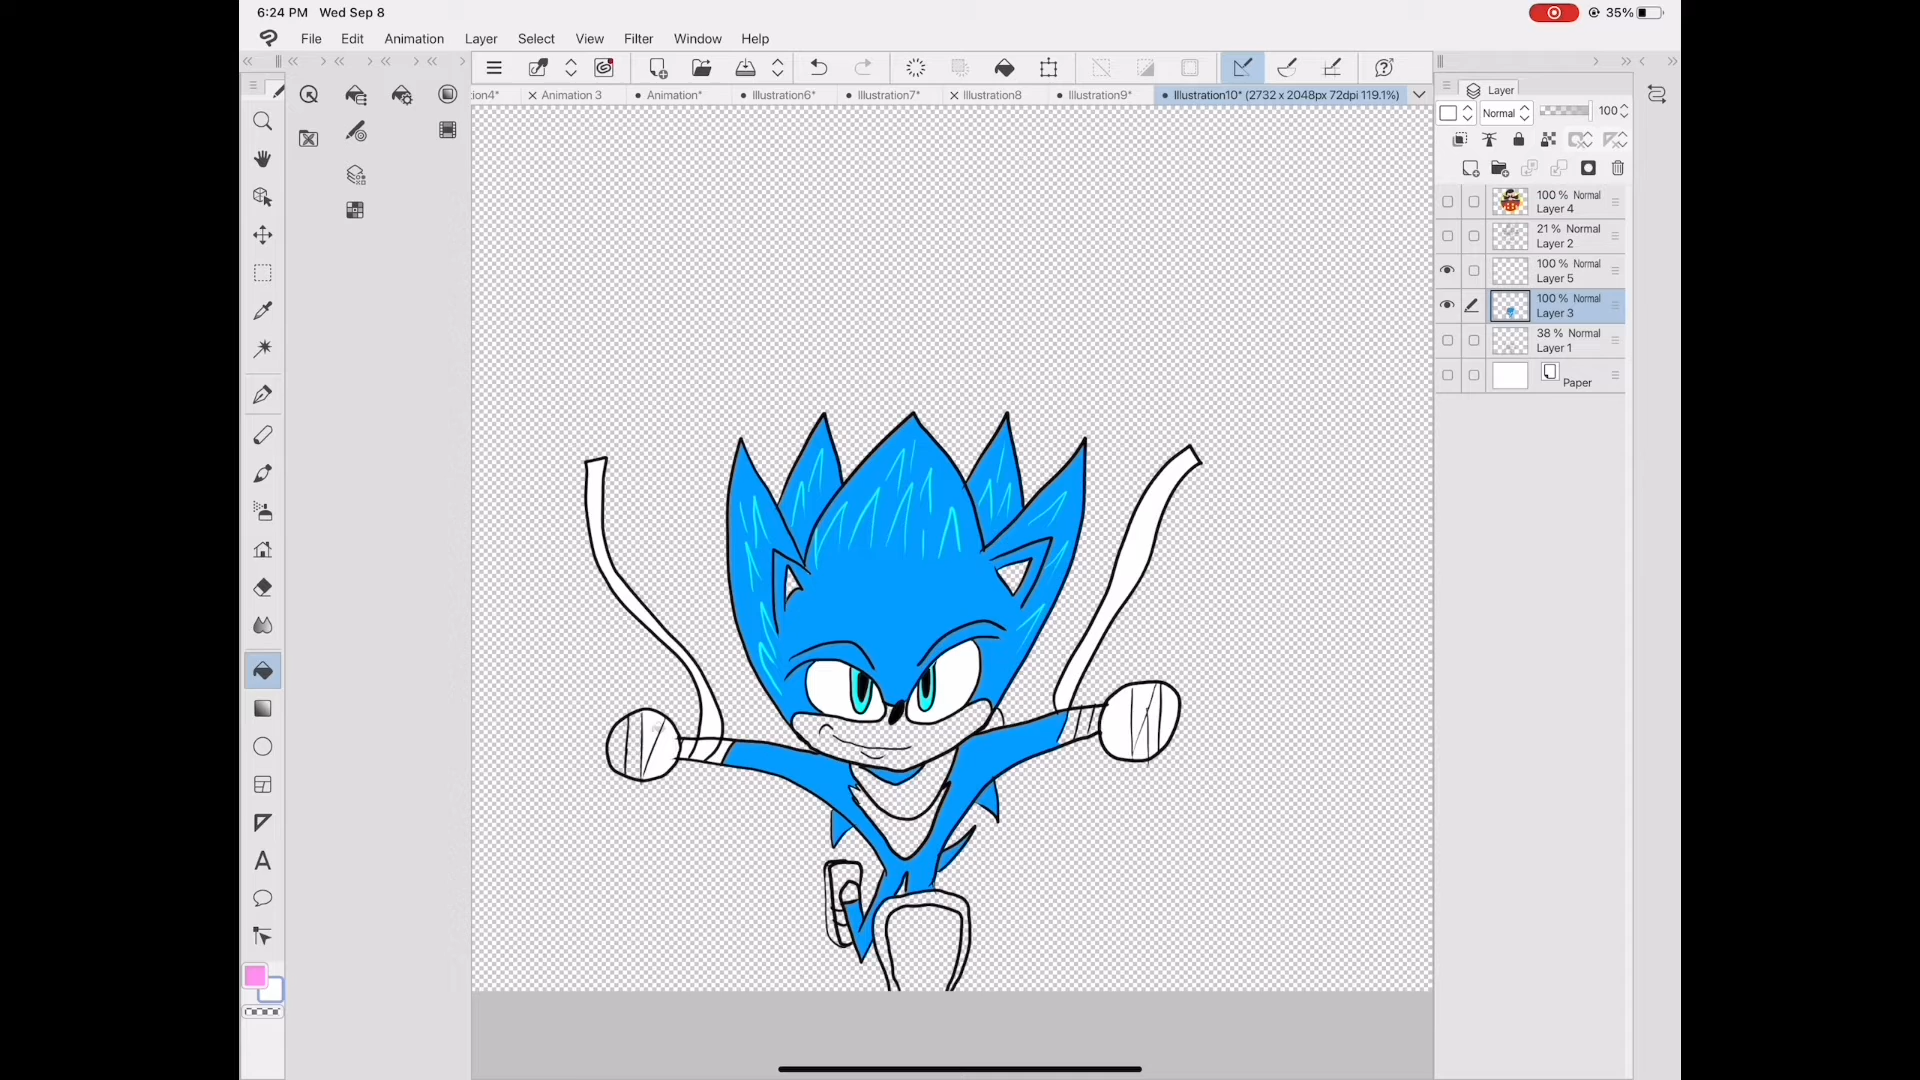 6:24 PM Wed Sep 8
35%
File Edit Animation Layer Select View Filter Window Help
ion4* Animation 3 Animation* Illustration6* Illustration7* Illustration8 Illustration9* Illustration10* (2732 x 2048px 72dpi 119.1%)
Layer
Normal 100
100 % Normal
Layer 4
21 % Normal
Layer 2
100 % Normal
Layer 5
100 % Normal
Layer 3
38 % Normal
Layer 1
Paper